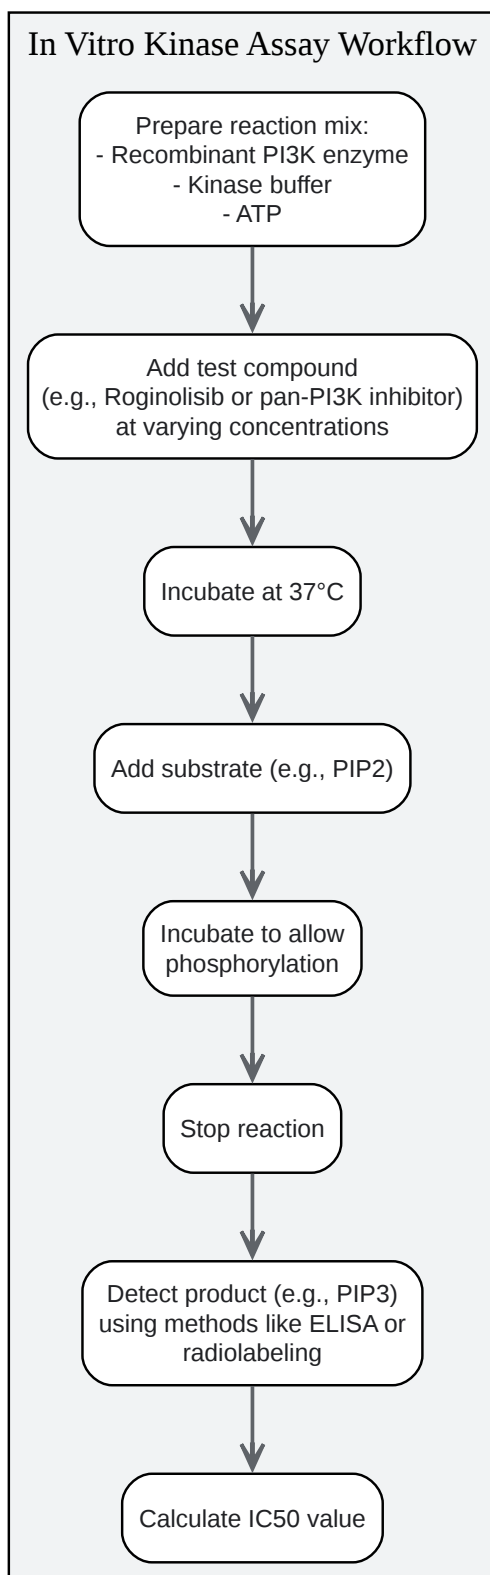 In Vitro Kinase Assay Workflow
Prepare reaction mix:
- Recombinant PI3K enzyme
- Kinase buffer
- ATP
Add test compound
(e.g., Roginolisib or pan-PI3K inhibitor)
at varying concentrations
Incubate at 37°C
Add substrate (e.g., PIP2)
Incubate to allow
phosphorylation
Stop reaction
Detect product (e.g., PIP3)
using methods like ELISA or
radiolabeling
Calculate IC50 value